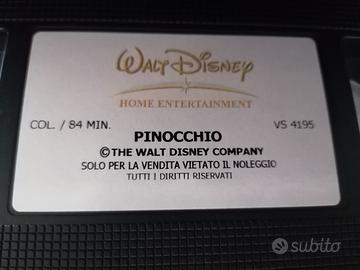 WALT DISNEY
HOME ENTERTAINMENT
COL. / 84 MIN. VS 4195
PINOCCHIO
©THE WALT DISNEY COMPANY
SOLO PER LA VENDITA VIETATO IL NOLEGGIO
TUTTI I DIRITTI RISERVATI
subito